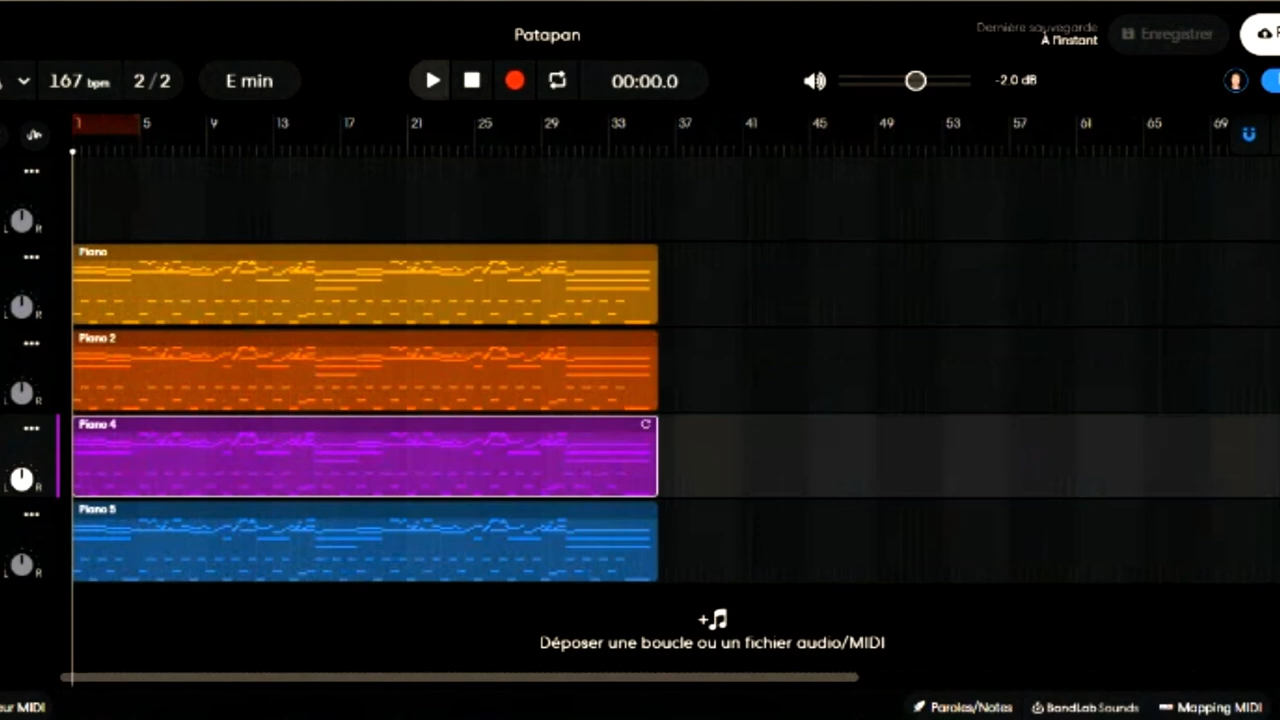 Patapan
Dernière sauvegarde
À l'instant
Enregistrer
167 bpm
2 / 2
E min
00:00.0
-2.0 dB
1 5 9 13 17 21 25 29 33 37 41 45 49 53 57 61 65 69
L R
Piano
L R
Piano 2
L R
Piano 4
L R
Piano 5
L R
Déposer une boucle ou un fichier audio/MIDI
eur MIDI
Paroles/Notes
BandLab Sounds
Mapping MIDI